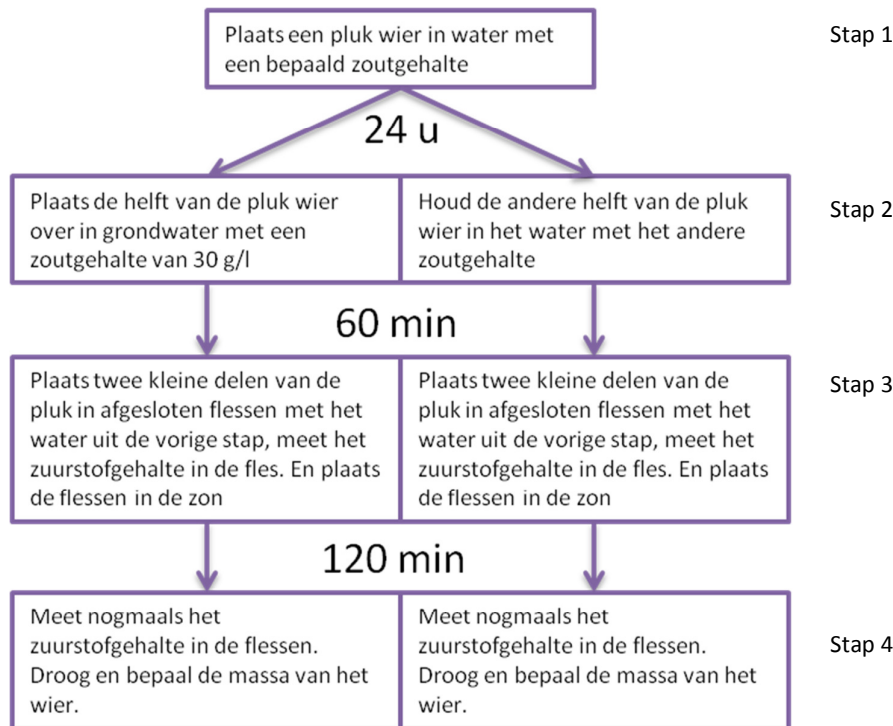 Plaats een pluk wier in water met
een bepaald zoutgehalte
Stap 1
24 u
Plaats de helft van de pluk wier
over in grondwater met een
zoutgehalte van 30 g/l
Houd de andere helft van de pluk
wier in het water met het andere
zoutgehalte
Stap 2
60 min
Plaats twee kleine delen van de
pluk in afgesloten flessen met het
water uit de vorige stap, meet het
zuurstofgehalte in de fles. En plaats
de flessen in de zon
Plaats twee kleine delen van de
pluk in afgesloten flessen met het
water uit de vorige stap, meet het
zuurstofgehalte in de fles. En plaats
de flessen in de zon
Stap 3
120 min
Meet nogmaals het
zuurstofgehalte in de flessen.
Droog en bepaal de massa van het
wier.
Meet nogmaals het
zuurstofgehalte in de flessen.
Droog en bepaal de massa van het
wier.
Stap 4